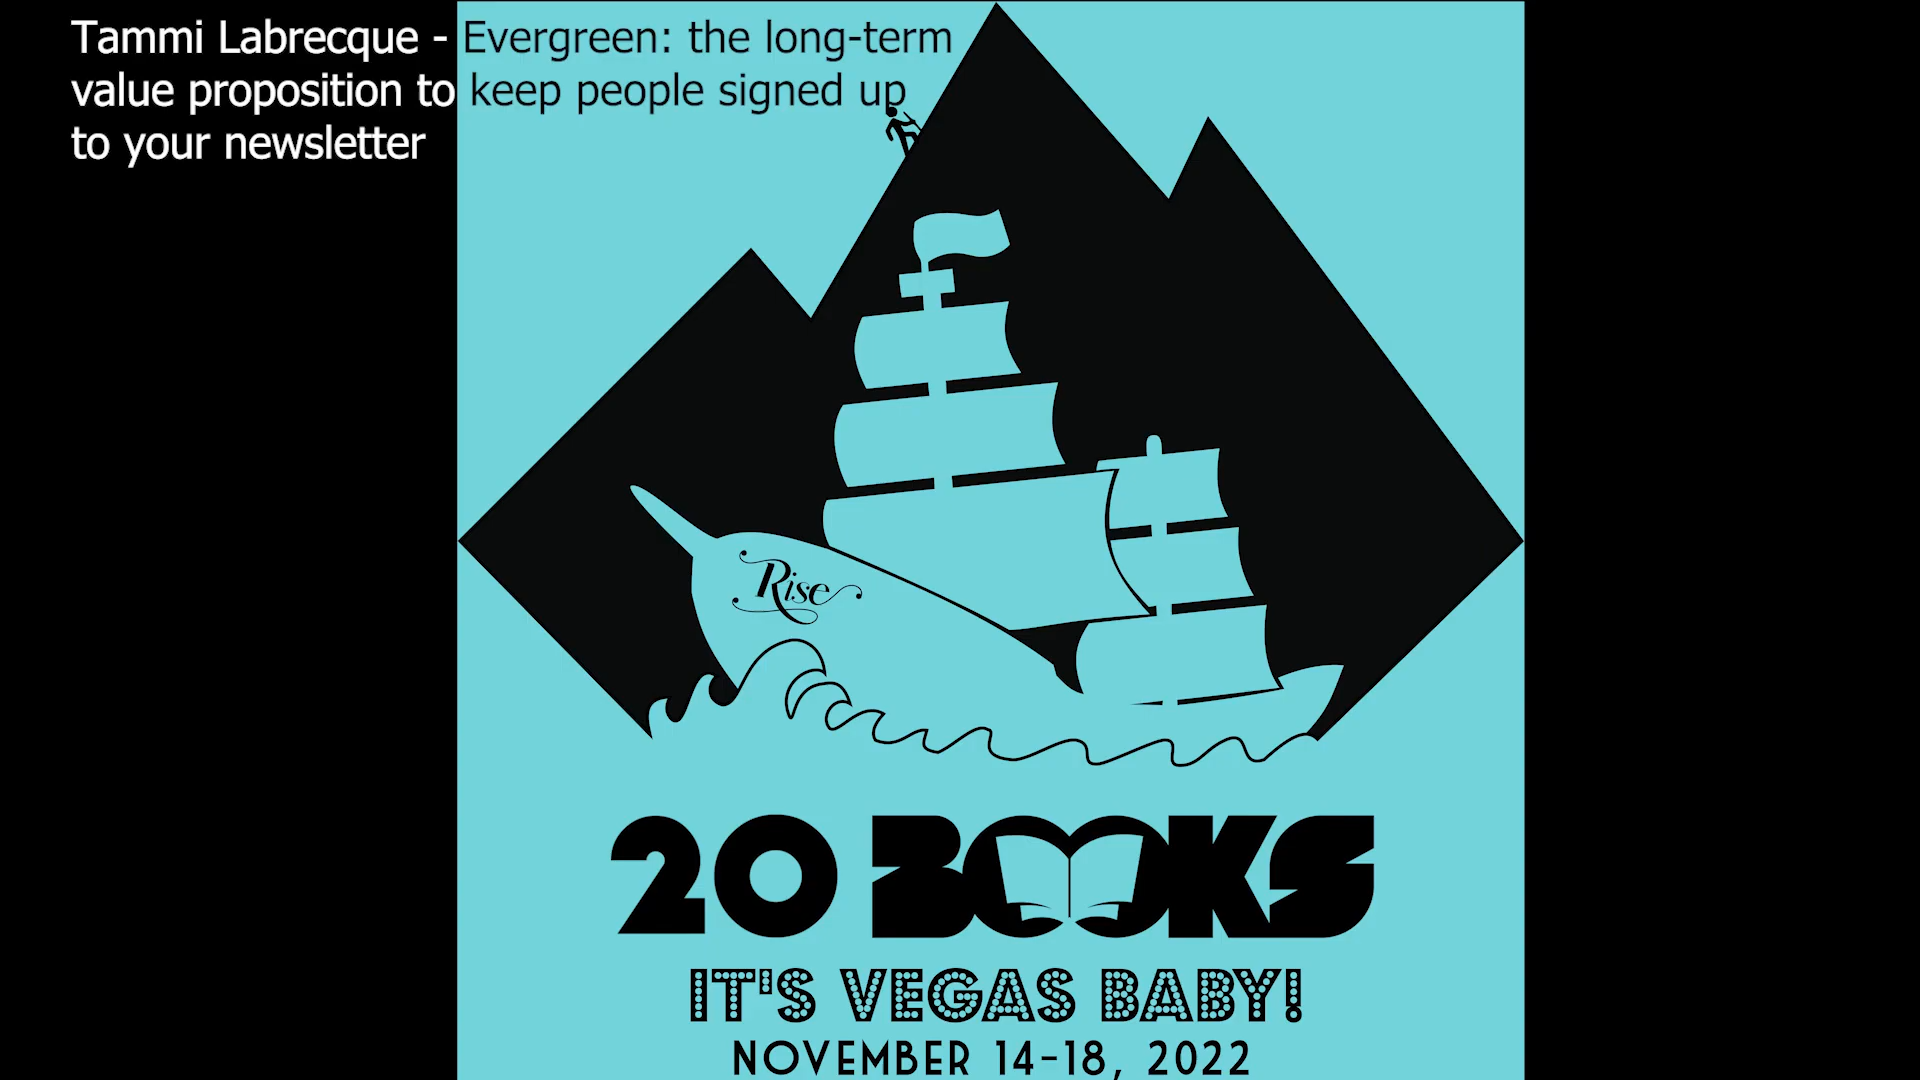 Tammi Labrecque - Evergreen: the long-term
value proposition to keep people signed up
to your newsletter
Rise
20 BOOKS
IT'S VEGAS BABY!
NOVEMBER 14-18, 2022